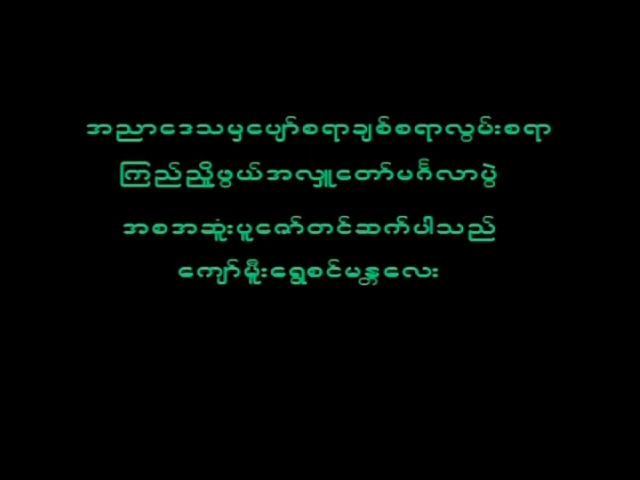 အညာဒေသမှပျော်စရာချစ်စရာလွမ်းစရာ
ကြည်ညှို့ဖွယ်အလှူတော်မင်္ဂလာပွဲ
အစအဆူံးပူဇော်တင်ဆက်ပါသည်
ကျော်မိူးရွှေစင်မန္တလေး